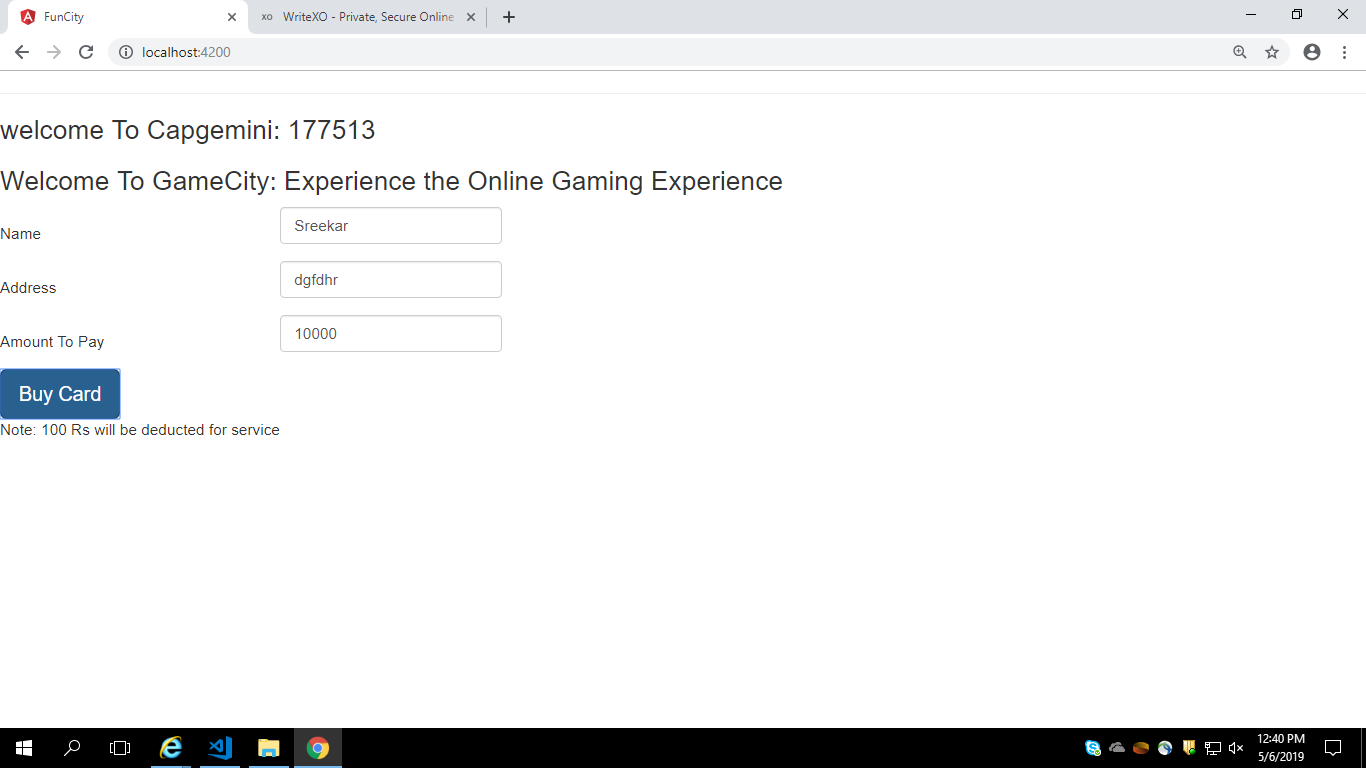 FunCity
XO WriteXO - Private, Secure Online
localhost:4200
welcome To Capgemini: 177513
Welcome To GameCity: Experience the Online Gaming Experience
Name Sreekar
Address dgfdhr
Amount To Pay 10000
Buy Card
Note: 100 Rs will be deducted for service
12:40 PM
5/6/2019